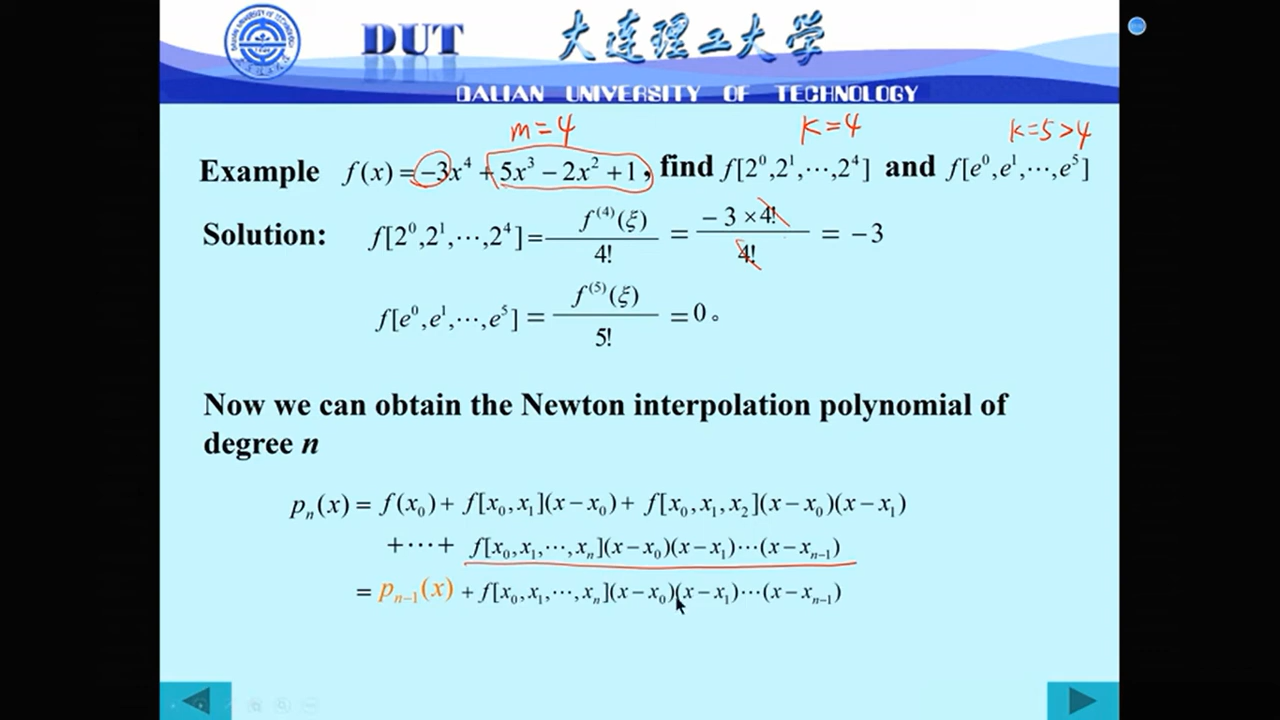 DUT 大连理工大学
DALIAN UNIVERSITY OF TECHNOLOGY
m=4 k=4 k=5>4
Example f(x) = −3x⁴ + 5x³ − 2x² + 1, find f[2⁰,2¹,⋯,2⁴] and f[e⁰,e¹,⋯,e⁵]
Solution: f[2⁰,2¹,⋯,2⁴] = f⁽⁴⁾(ξ)/4! = −3 × 4!/4! = −3
f[e⁰,e¹,⋯,e⁵] = f⁽⁵⁾(ξ)/5! = 0。
Now we can obtain the Newton interpolation polynomial of
degree n
pₙ(x) = f(x₀) + f[x₀,x₁](x−x₀) + f[x₀,x₁,x₂](x−x₀)(x−x₁)
+⋯+ f[x₀,x₁,⋯,xₙ](x−x₀)(x−x₁)⋯(x−xₙ₋₁)
= pₙ₋₁(x) + f[x₀,x₁,⋯,xₙ](x−x₀)(x−x₁)⋯(x−xₙ₋₁)